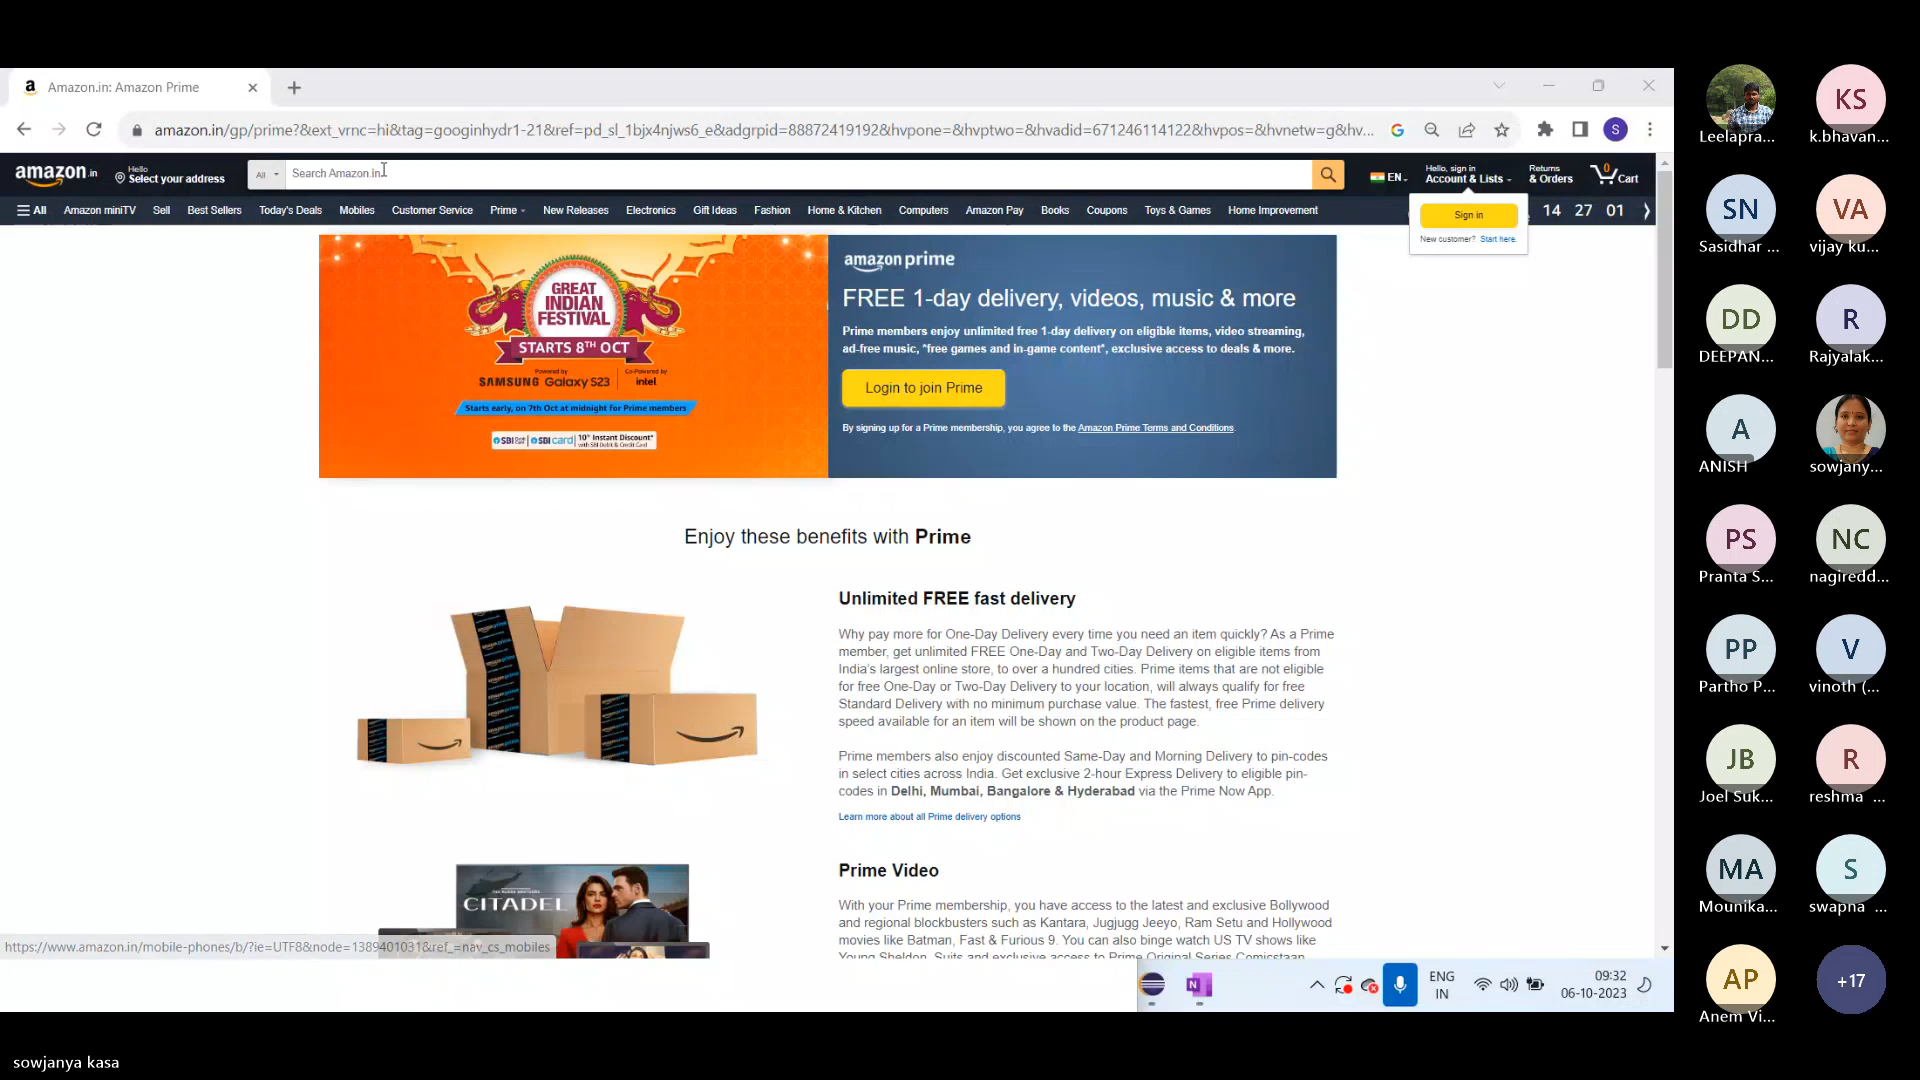 Amazon.in: Amazon Prime
amazon.in/gp/prime?&ext_vrnc=hi&tag=googinhydr1-21&ref=pd_sl_1bjx4njws6_e&adgrpid=88872419192&hvpone=&hvptwo=&hvadid=671246114122&hvpos=&hvnetw=g&hv...
S
amazon.in
Hello
Select your address
All
Search Amazon.in
EN
Hello, sign in
Account & Lists
Returns
& Orders
0
Cart
All
Amazon miniTV
Sell
Best Sellers
Today's Deals
Mobiles
Customer Service
Prime
New Releases
Electronics
Gift Ideas
Fashion
Home & Kitchen
Computers
Amazon Pay
Books
Coupons
Toys & Games
Home Improvement
14 27 01
Sign in
New customer? Start here.
GREAT
INDIAN
FESTIVAL
STARTS 8TH OCT
Powered by
SAMSUNG Galaxy S23
Co-Powered by
intel
Starts early, on 7th Oct at midnight for Prime members
SBI card
10% Instant Discount*
with SBI Debit & Credit Card
amazon prime
FREE 1-day delivery, videos, music & more
Prime members enjoy unlimited free 1-day delivery on eligible items, video streaming,
ad-free music, *free games and in-game content*, exclusive access to deals & more.
Login to join Prime
By signing up for a Prime membership, you agree to the Amazon Prime Terms and Conditions.
Enjoy these benefits with Prime
Unlimited FREE fast delivery
Why pay more for One-Day Delivery every time you need an item quickly? As a Prime
member, get unlimited FREE One-Day and Two-Day Delivery on eligible items from
India's largest online store, to over a hundred cities. Prime items that are not eligible
for free One-Day or Two-Day Delivery to your location, will always qualify for free
Standard Delivery with no minimum purchase value. The fastest, free Prime delivery
speed available for an item will be shown on the product page.
Prime members also enjoy discounted Same-Day and Morning Delivery to pin-codes
in select cities across India. Get exclusive 2-hour Express Delivery to eligible pin-
codes in Delhi, Mumbai, Bangalore & Hyderabad via the Prime Now App.
Learn more about all Prime delivery options
CITADEL
Prime Video
With your Prime membership, you have access to the latest and exclusive Bollywood
and regional blockbusters such as Kantara, Jugjugg Jeeyo, Ram Setu and Hollywood
movies like Batman, Fast & Furious 9. You can also binge watch US TV shows like
Young Sheldon, Suits and exclusive access to Prime Original Series Comicstaan
https://www.amazon.in/mobile-phones/b/?ie=UTF8&node=1389401031&ref_=nav_cs_mobiles
N
ENG
IN
09:32
06-10-2023
sowjanya kasa
Leelapra...
KS
k.bhavan...
SN
Sasidhar ...
VA
vijay ku...
DD
DEEPAN...
R
Rajyalak...
A
ANISH
sowjany...
PS
Pranta S...
NC
nagiredd...
PP
Partho P...
V
vinoth (...
JB
Joel Suk...
R
reshma ...
MA
Mounika...
S
swapna ...
AP
Anem Vi...
+17